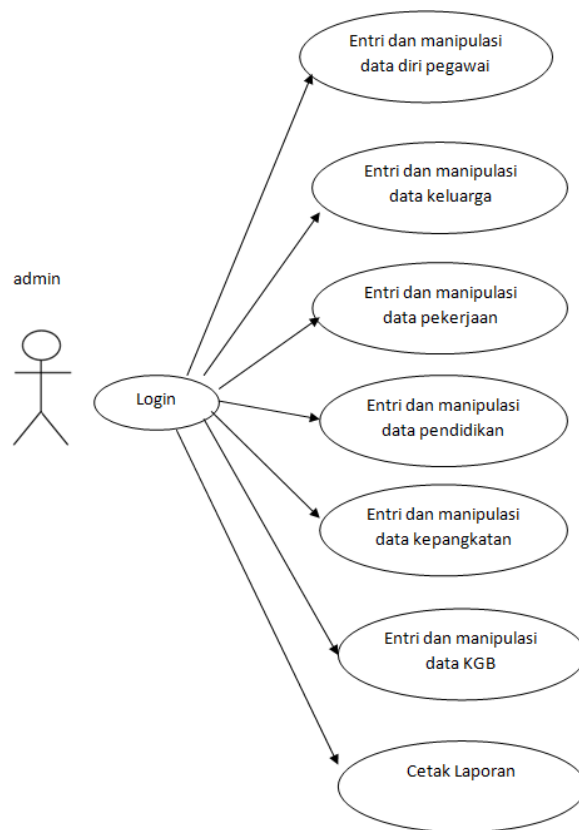 Entri dan manipulasi
data diri pegawai
Entri dan manipulasi
data keluarga
admin
Entri dan manipulasi
data pekerjaan
Login
Entri dan manipulasi
data pendidikan
Entri dan manipulasi
data kepangkatan
Entri dan manipulasi
data KGB
Cetak Laporan